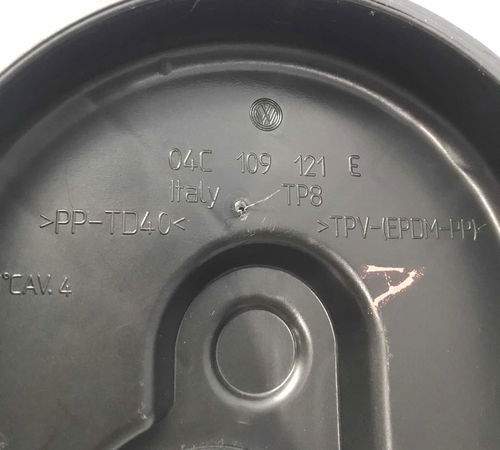 04C 109 121 E
Italy TP8
>PP-TD40< >TPV-(EPDM-PP)<
°CAV. 4